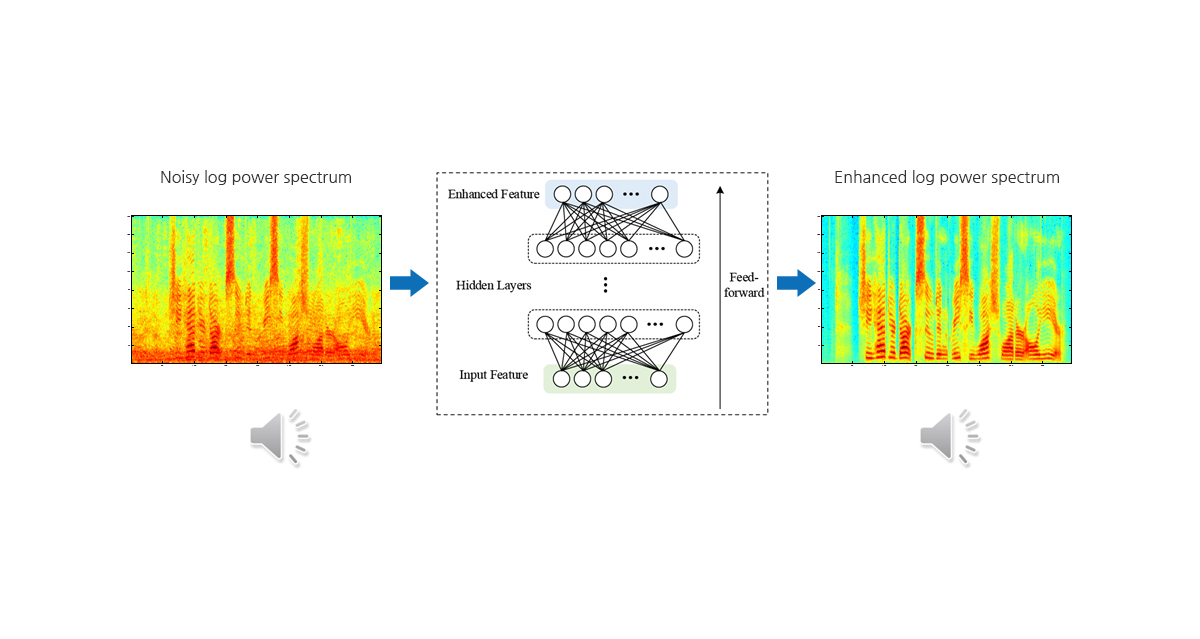 Noisy log power spectrum
Enhanced Feature
Hidden Layers
Input Feature
Feed-
forward
Enhanced log power spectrum